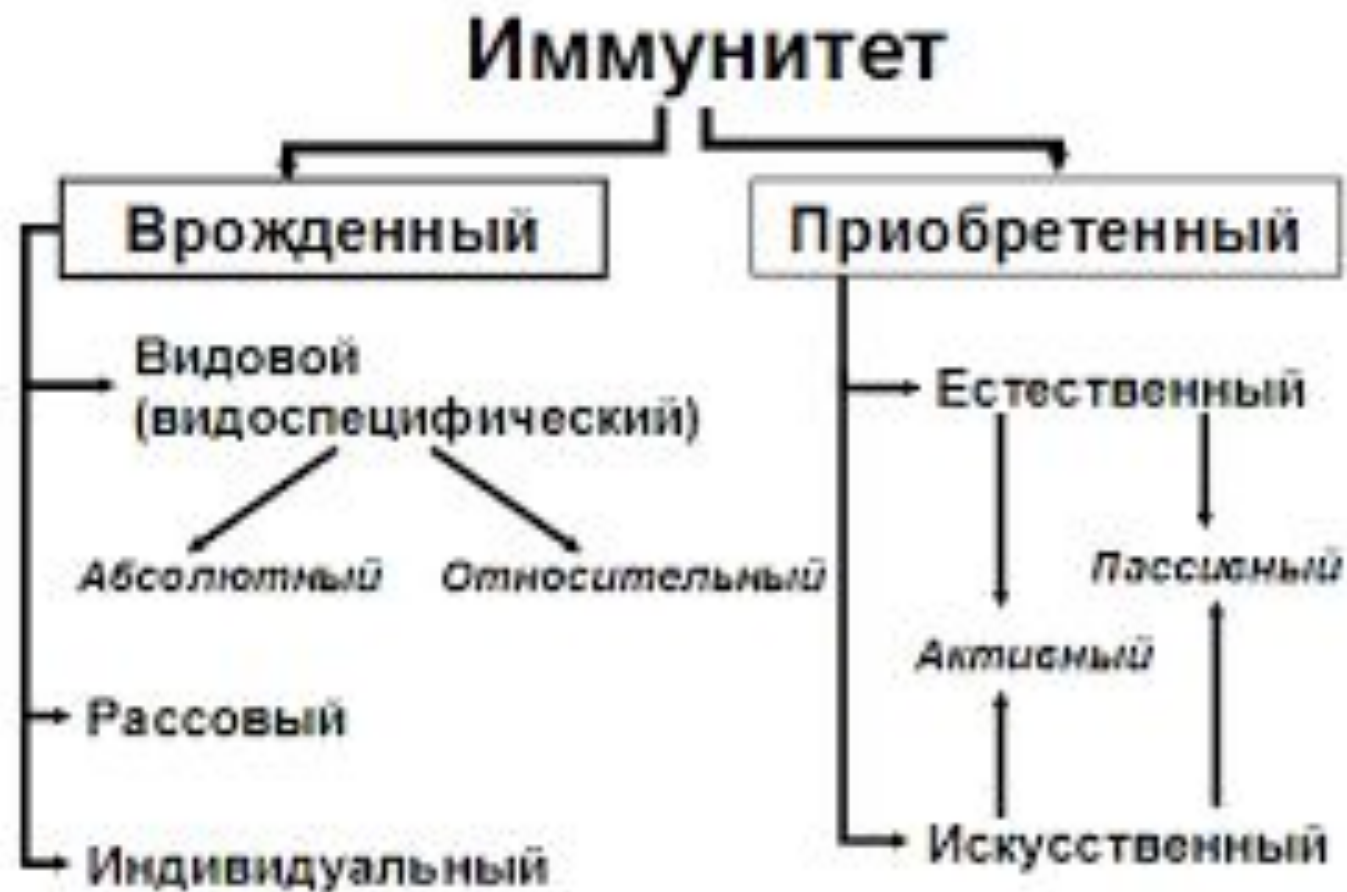 Иммунитет
Врожденный
Приобретенный
Видовой
(видоспецифический)
Естественный
Абсолютный
Относительный
Пассивный
Активный
Рассовый
Искусственный
Индивидуальный